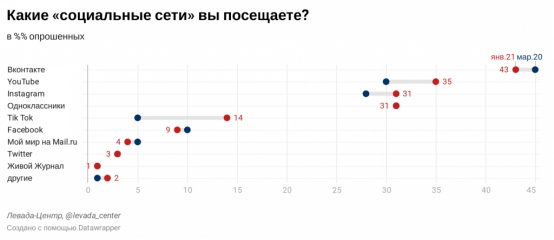 Какие «социальные сети» вы посещаете?
в %% опрошенных
янв.21 мар.20
Вконтакте 43
YouTube 35
Instagram 31
Одноклассники 31
Tik Tok 14
Facebook 9
Мой мир на Mail.ru 4
Twitter 3
Живой Журнал 1
другие 2
0 5 10 15 20 25 30 35 40 45
Левада-Центр, @levada_center
Создано с помощью Datawrapper